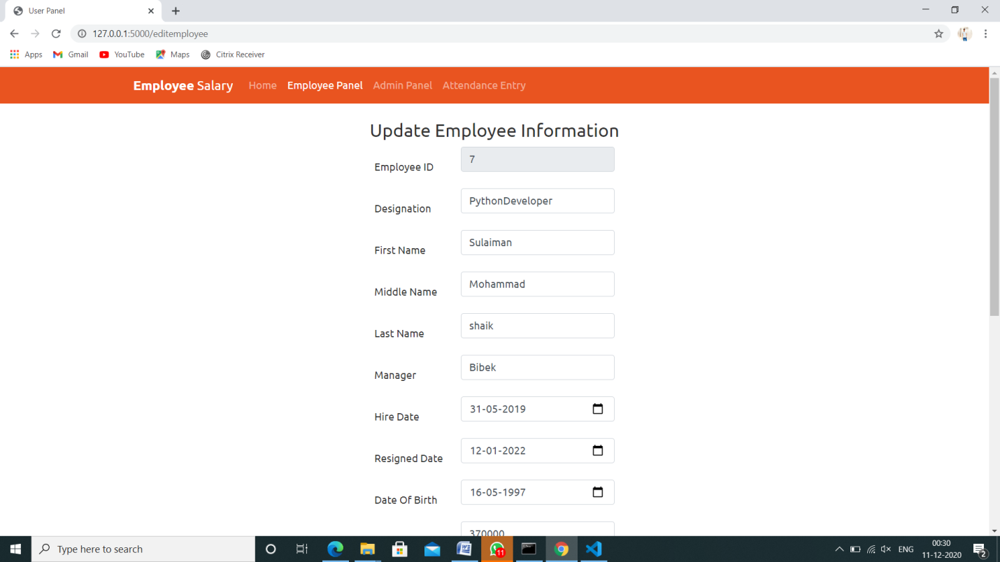 User Panel
127.0.0.1:5000/editemployee
Apps Gmail YouTube Maps Citrix Receiver
Employee Salary Home Employee Panel Admin Panel Attendance Entry
Update Employee Information
Employee ID 7
Designation PythonDeveloper
First Name Sulaiman
Middle Name Mohammad
Last Name shaik
Manager Bibek
Hire Date 31-05-2019
Resigned Date 12-01-2022
Date Of Birth 16-05-1997
370000
Type here to search 11 ENG 00:30
11-12-2020 2